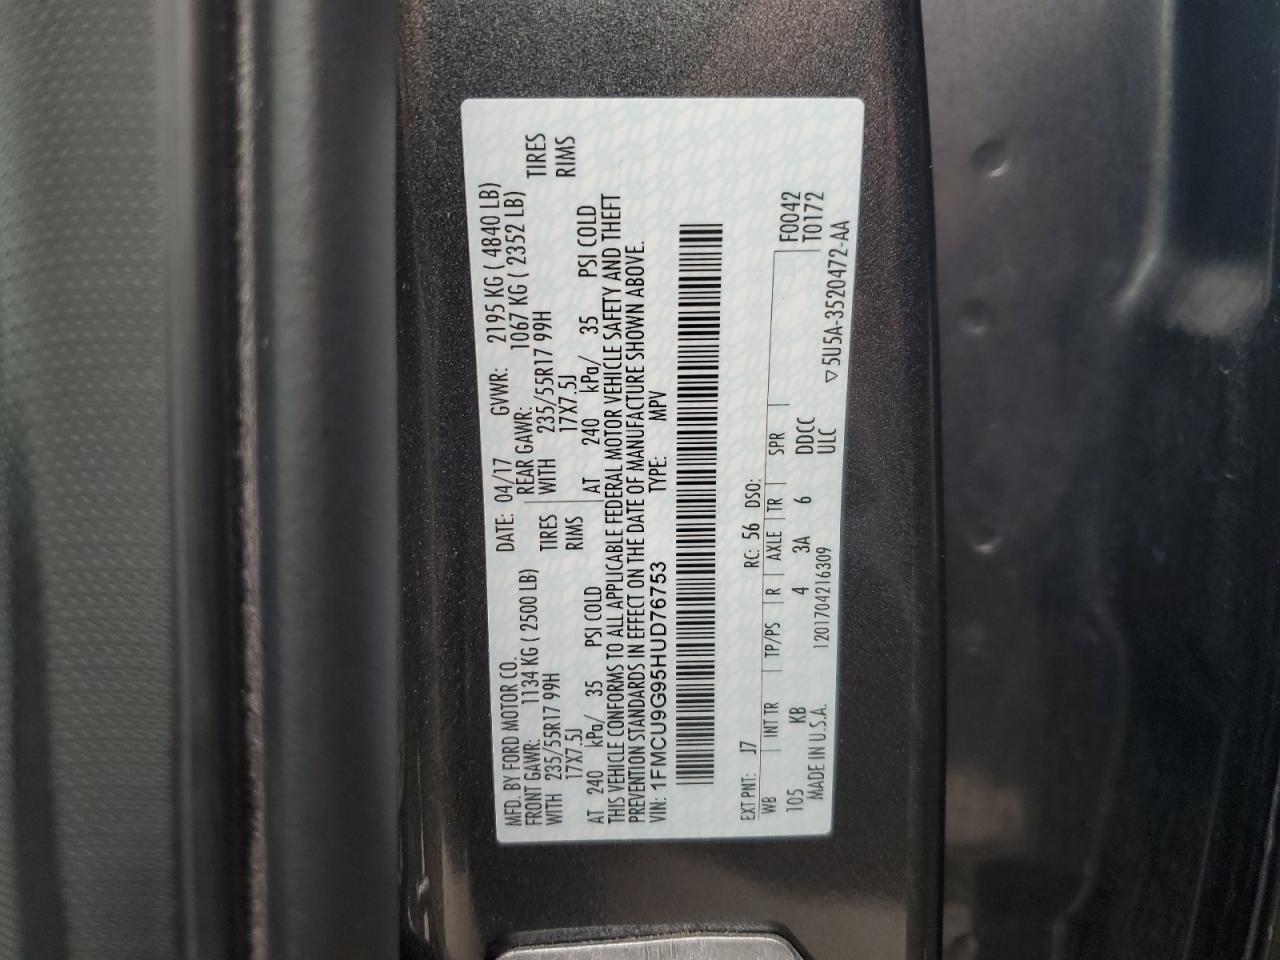 MFD. BY FORD MOTOR CO. DATE: 04/17 GVWR: 2195 KG ( 4840 LB)
FRONT GAWR: 1134 KG ( 2500 LB) REAR GAWR: 1067 KG ( 2352 LB)
WITH 235/55R17 99H TIRES WITH 235/55R17 99H TIRES
17X7.5J RIMS 17X7.5J RIMS
AT 240 kPa/ 35 PSI COLD AT 240 kPa/ 35 PSI COLD
THIS VEHICLE CONFORMS TO ALL APPLICABLE FEDERAL MOTOR VEHICLE SAFETY AND THEFT
PREVENTION STANDARDS IN EFFECT ON THE DATE OF MANUFACTURE SHOWN ABOVE.
VIN: 1FMCU9G95HUD76753 TYPE: MPV
EXT PNT: J7 RC: 56 DSO:
WB INT TR TP/PS R AXLE TR SPR F0042
105 KB 4 3A 6 DDCC T0172
ULC
MADE IN U.S.A. 1201704216309 ▽5U5A-3520472-AA